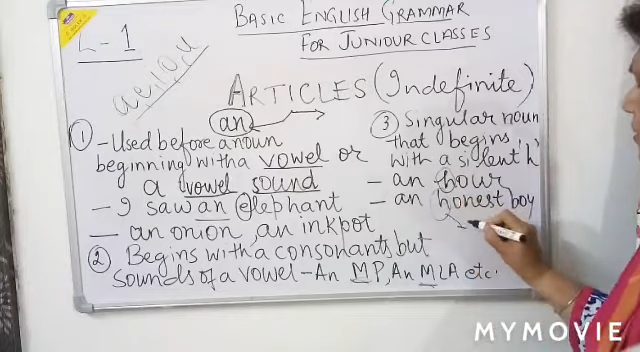 L-1
BASIC ENGLISH GRAMMAR
FOR JUNIOUR CLASSES
a e i o u
ARTICLES (Indefinite)
an
① - Used before a noun
beginning with a vowel or
a vowel sound
- I saw an elephant
- an onion, an inkpot
② Begins with a consonants but
sounds of a vowel - An MP, An MLA etc.
③ Singular noun
that begins
with a silent 'h'
- an hour
- an honest boy
MYMOVIE